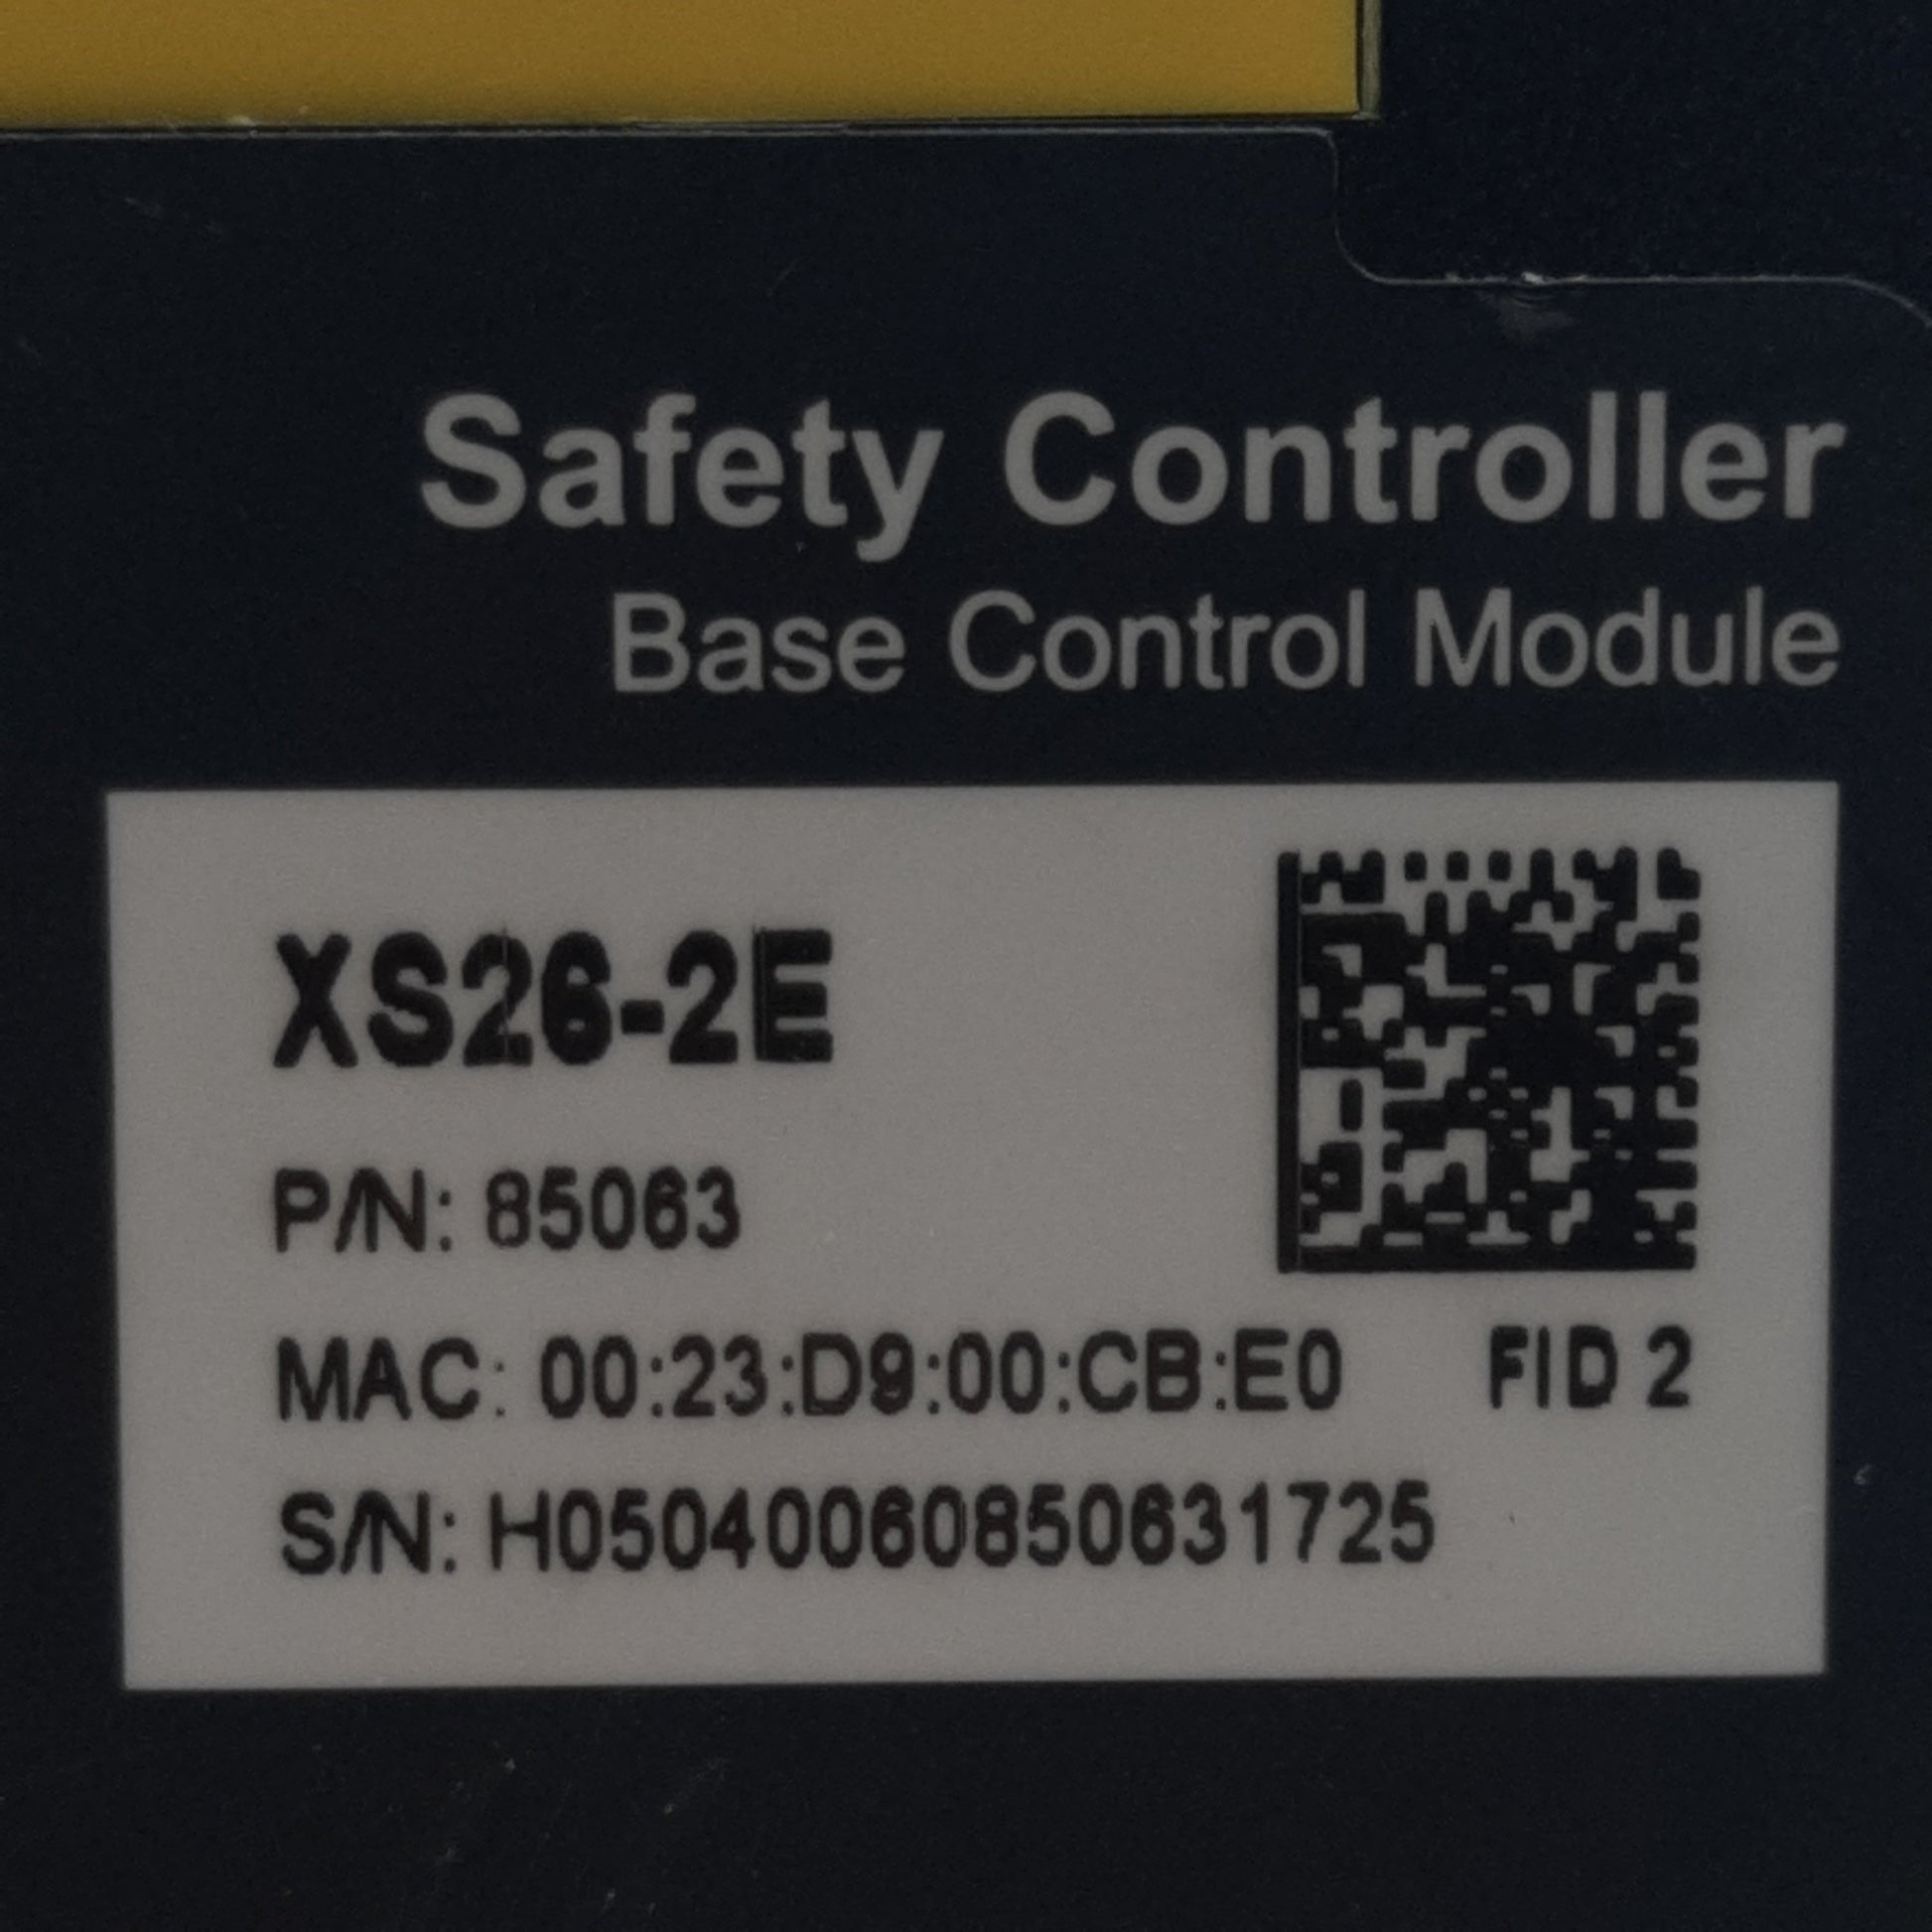 Safety Controller
Base Control Module
XS26-2E
P/N: 85063
MAC: 00:23:D9:00:CB:E0 FID 2
S/N: H05040060850631725